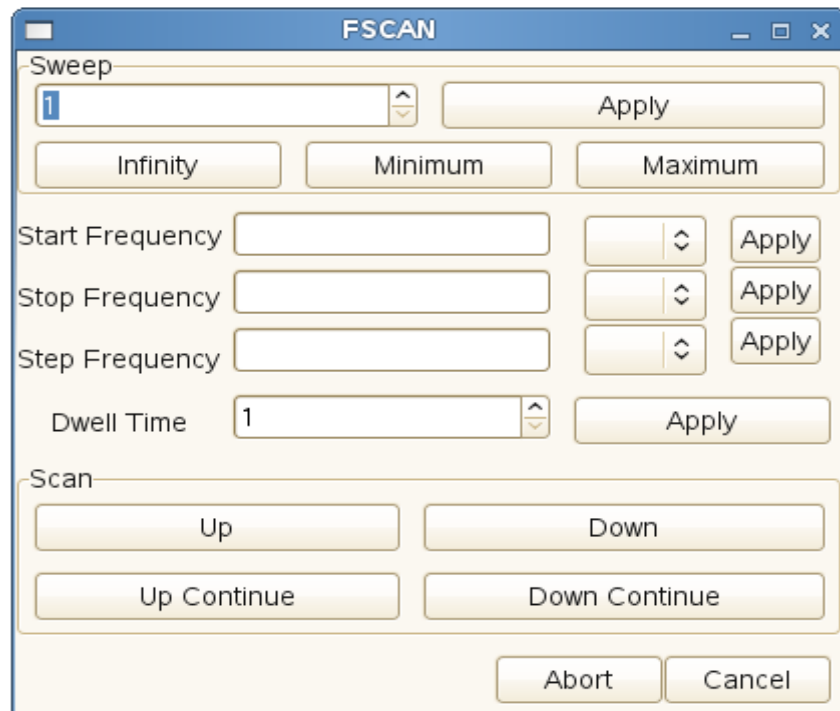 FSCAN
Sweep
1 Apply
Infinity Minimum Maximum
Start Frequency Apply
Stop Frequency Apply
Step Frequency Apply
Dwell Time 1 Apply
Scan
Up Down
Up Continue Down Continue
Abort Cancel